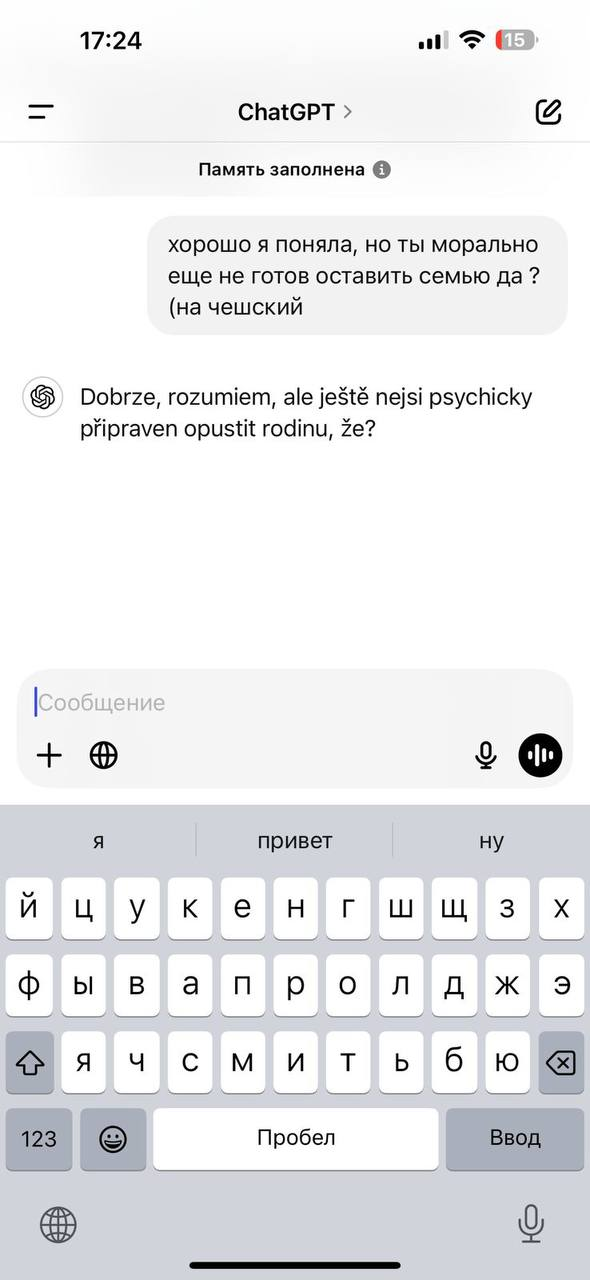 17:24
15
ChatGPT >
Память заполнена
хорошо я поняла, но ты морально
еще не готов оставить семью да ?
(на чешский
Dobrze, rozumiem, ale ještě nejsi psychicky
připraven opustit rodinu, že?
Сообщение
я привет ну
й ц у к е н г ш щ з х
ф ы в а п р о л д ж э
я ч с м и т ь б ю
123 Пробел Ввод